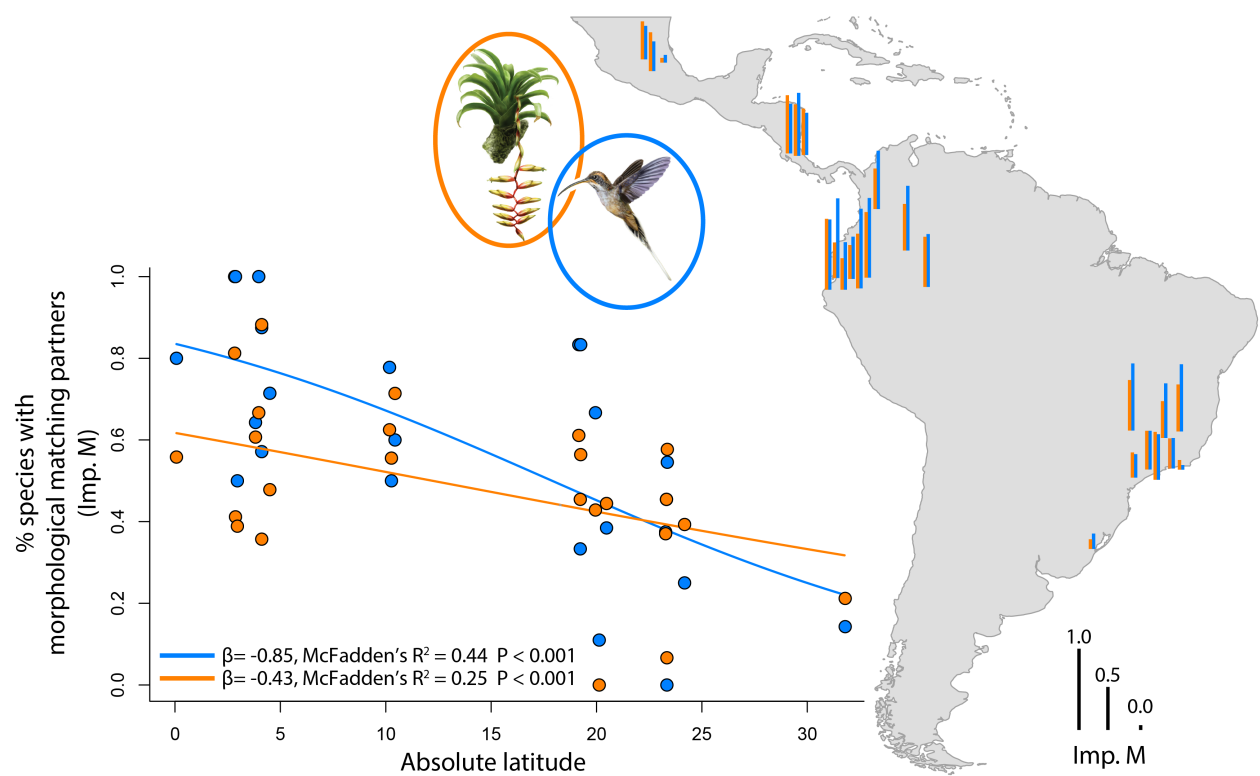 % species with
morphological matching partners
(Imp. M)
1.0
0.8
0.6
0.4
0.2
0.0
β= -0.85, McFadden's R² = 0.44 P < 0.001
β= -0.43, McFadden's R² = 0.25 P < 0.001
0 5 10 15 20 25 30
Absolute latitude
1.0
0.5
0.0
Imp. M